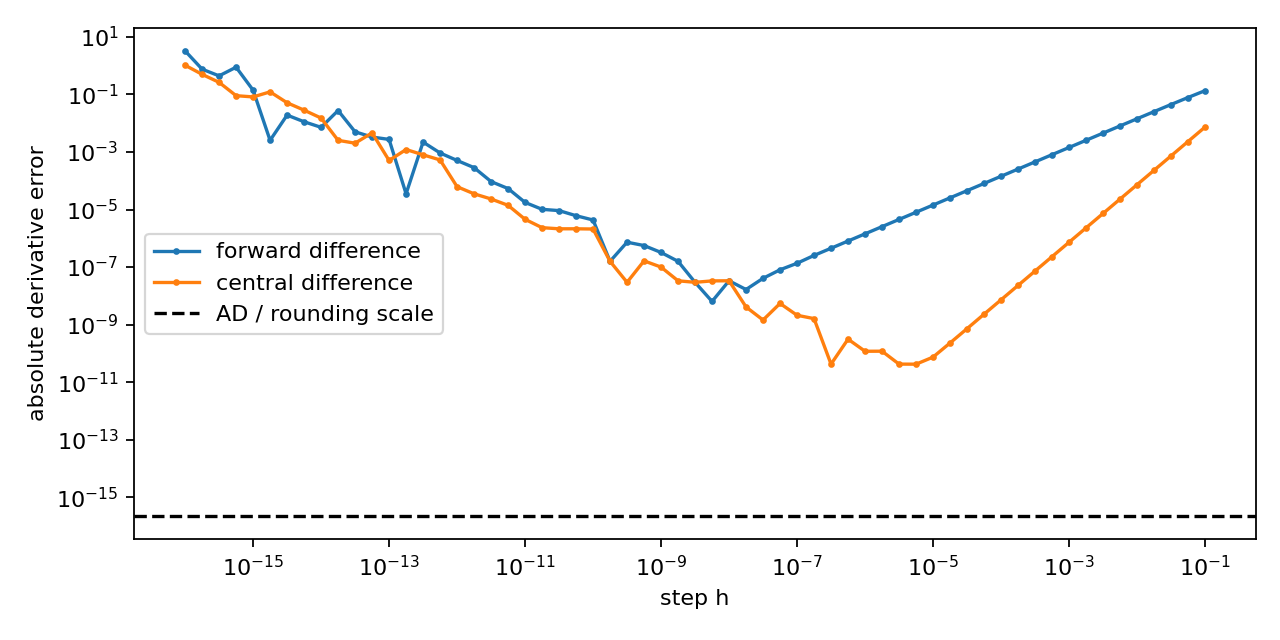 10¹
10⁻¹
10⁻³
10⁻⁵
10⁻⁷
10⁻⁹
10⁻¹¹
10⁻¹³
10⁻¹⁵
absolute derivative error
forward difference
central difference
AD / rounding scale
10⁻¹⁵ 10⁻¹³ 10⁻¹¹ 10⁻⁹ 10⁻⁷ 10⁻⁵ 10⁻³ 10⁻¹
step h